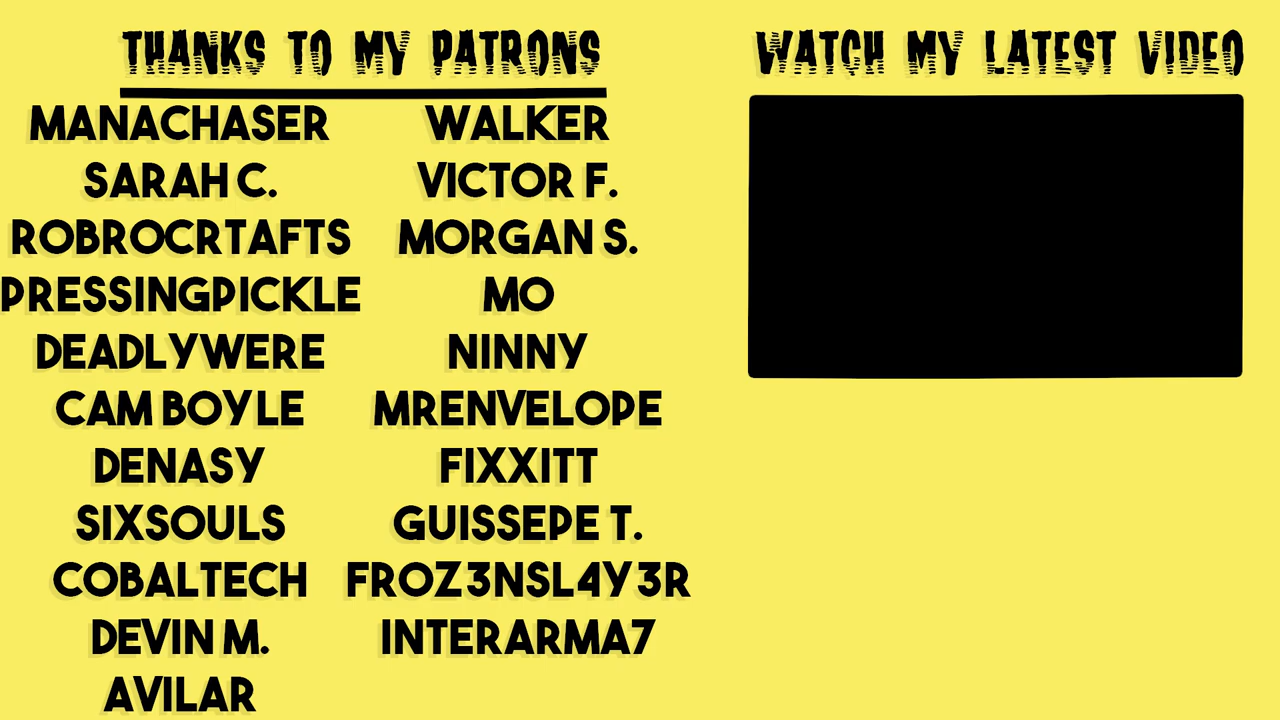 THANKS TO MY PATRONS
MANACHASER
SARAH C.
ROBROCRTAFTS
PRESSINGPICKLE
DEADLYWERE
CAM BOYLE
DENASY
SIXSOULS
COBALTECH
DEVIN M.
AVILAR
WALKER
VICTOR F.
MORGAN S.
MO
NINNY
MRENVELOPE
FIXXITT
GUISSEPE T.
FROZ3NSL4Y3R
INTERARMA7
WATCH MY LATEST VIDEO